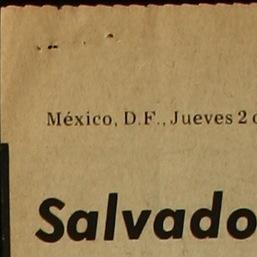 México, D.F., Jueves 2
Salvado